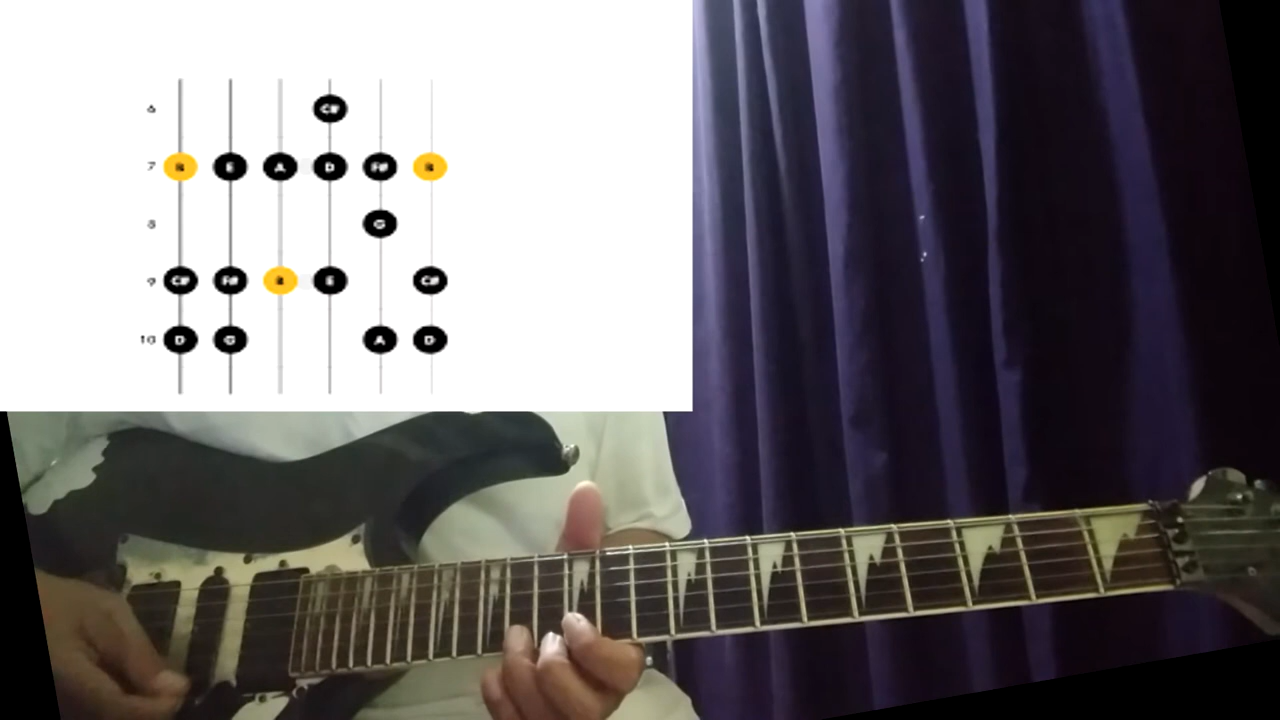 6 C#
7 B E A D F# B
8 G
9 C# F# B E C#
10 D G A D